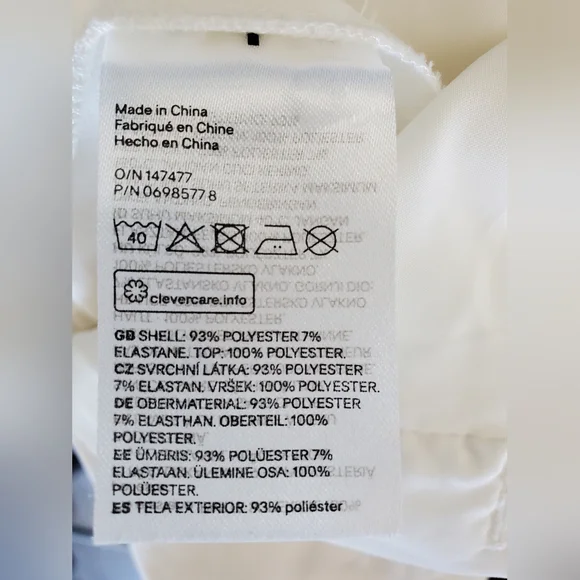 Made in China
Fabriqué en Chine
Hecho en China
O/N 147477
P/N 0698577 8
40
clevercare.info
GB SHELL: 93% POLYESTER 7%
ELASTANE. TOP: 100% POLYESTER.
CZ SVRCHNÍ LÁTKA: 93% POLYESTER
7% ELASTAN. VRŠEK: 100% POLYESTER.
DE OBERMATERIAL: 93% POLYESTER
7% ELASTHAN. OBERTEIL: 100%
POLYESTER.
EE ÜMBRIS: 93% POLÜESTER 7%
ELASTAAN. ÜLEMINE OSA: 100%
POLÜESTER.
ES TELA EXTERIOR: 93% poliéster